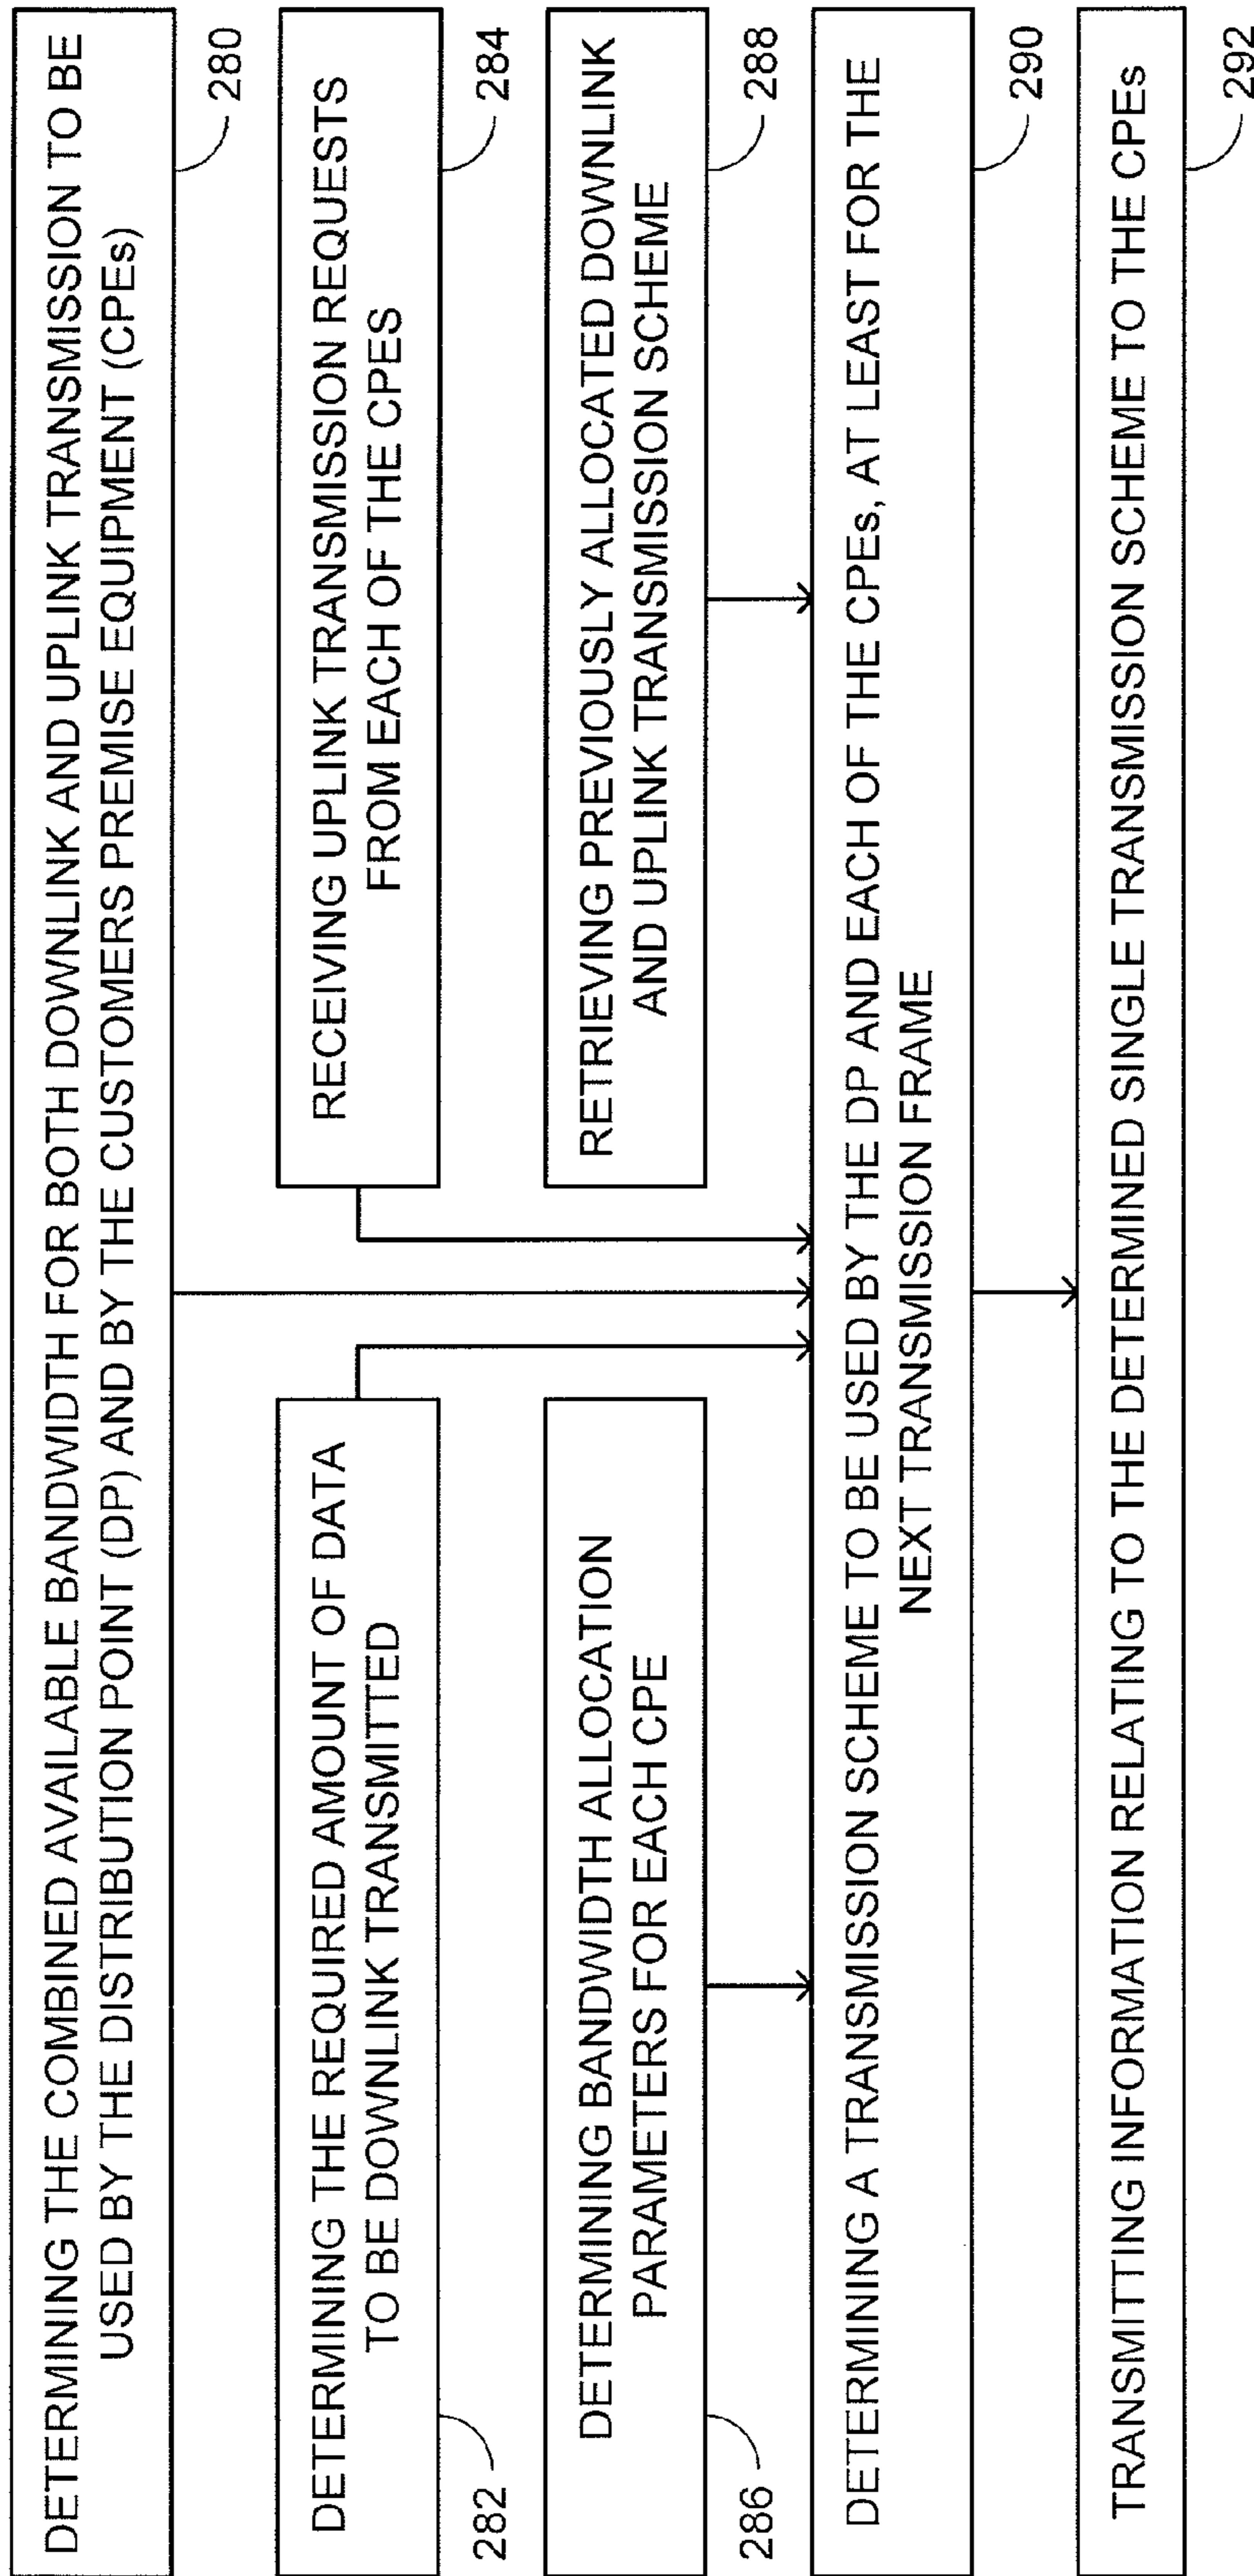 DETERMINING THE COMBINED AVAILABLE BANDWIDTH FOR BOTH DOWNLINK AND UPLINK TRANSMISSION TO BE
USED BY THE DISTRIBUTION POINT (DP) AND BY THE CUSTOMERS PREMISE EQUIPMENT (CPEs)
280
DETERMINING THE REQUIRED AMOUNT OF DATA
TO BE DOWNLINK TRANSMITTED
282
RECEIVING UPLINK TRANSMISSION REQUESTS
FROM EACH OF THE CPES
284
DETERMINING BANDWIDTH ALLOCATION
PARAMETERS FOR EACH CPE
286
RETRIEVING PREVIOUSLY ALLOCATED DOWNLINK
AND UPLINK TRANSMISSION SCHEME
288
DETERMINING A TRANSMISSION SCHEME TO BE USED BY THE DP AND EACH OF THE CPEs, AT LEAST FOR THE
NEXT TRANSMISSION FRAME
290
TRANSMITTING INFORMATION RELATING TO THE DETERMINED SINGLE TRANSMISSION SCHEME TO THE CPEs
292